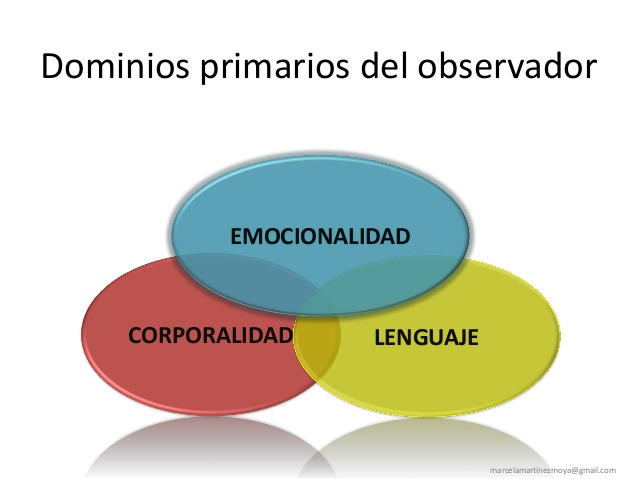 Dominios primarios del observador
EMOCIONALIDAD
CORPORALIDAD
LENGUAJE
marcelamartinezmoya@gmail.com